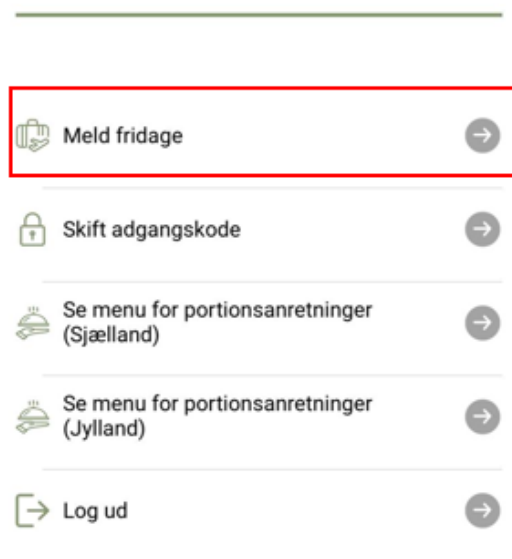 Meld fridage
Skift adgangskode
Se menu for portionsanretninger
(Sjælland)
Se menu for portionsanretninger
(Jylland)
Log ud